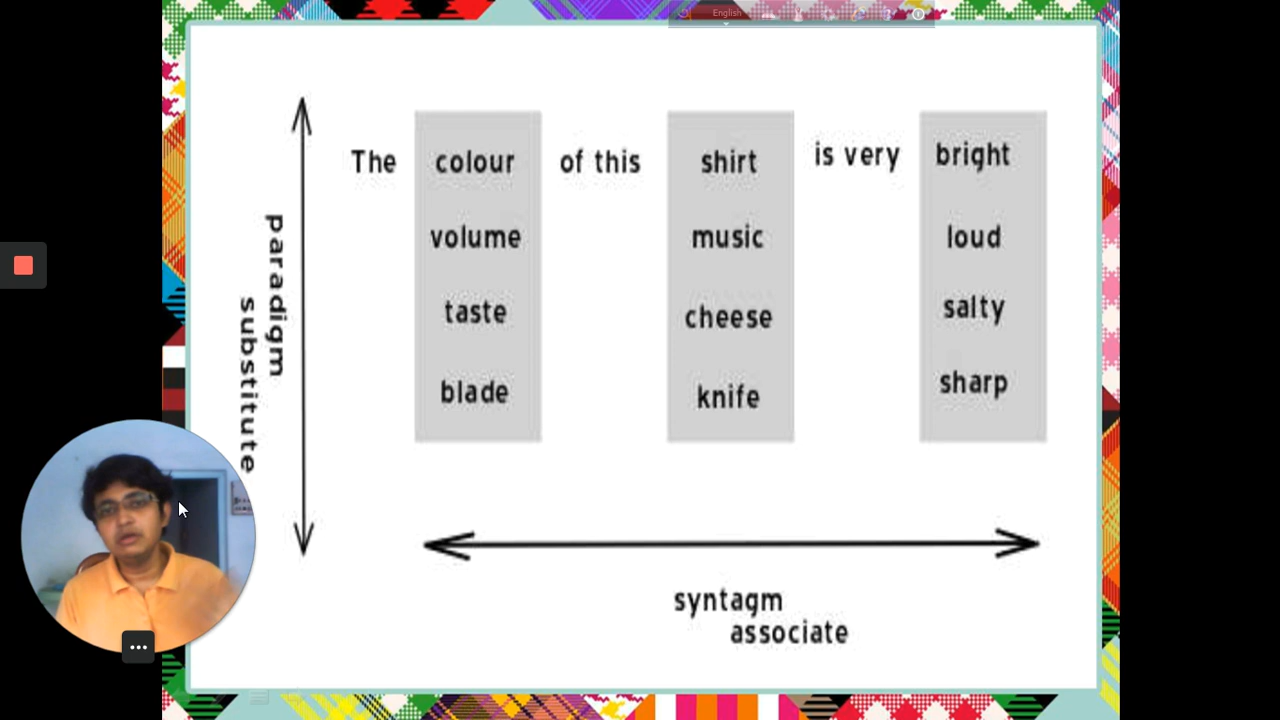 English
The colour of this shirt is very bright
volume music loud
taste cheese salty
blade knife sharp
paradigm
substitute
syntagm
associate